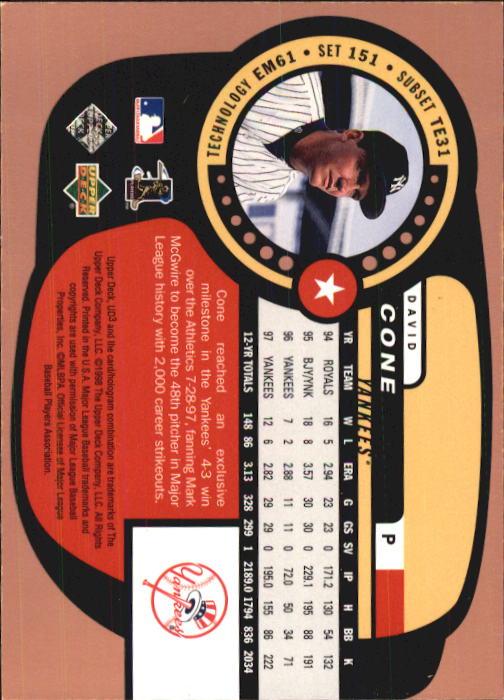 TECHNOLOGY EM61 • SET 151 • SUBSET TE31
DAVID
CONE
YANKEES
P
YR TEAM W L ERA G GS SV IP H BB K
94 ROYALS 16 5 2.94 23 23 0 171.2 130 54 132
95 BJY/YNK 18 8 3.57 30 30 0 229.1 195 88 191
96 YANKEES 7 2 2.88 11 11 0 72.0 50 34 71
97 YANKEES 12 6 2.82 29 29 0 195.0 155 86 222
12-YR TOTALS 148 86 3.13 328 299 1 2189.0 1794 836 2034
Cone reached an exclusive
milestone in the Yankees' 4-3 win
over the Athletics 7-28-97, fanning Mark
McGwire to become the 48th pitcher in Major
League history with 2,000 career strikeouts.
Yankees
UPPER DECK
Upper Deck, UD3 and the card/hologram combination are trademarks of The
Upper Deck Company, LLC. ©1998 The Upper Deck Company, LLC. All Rights
Reserved. Printed in the U.S.A. Major League Baseball trademarks and
copyrights are used with permission of Major League Baseball
Properties, Inc. ©MLBPA. Official Licensee of Major League
Baseball Players Association.